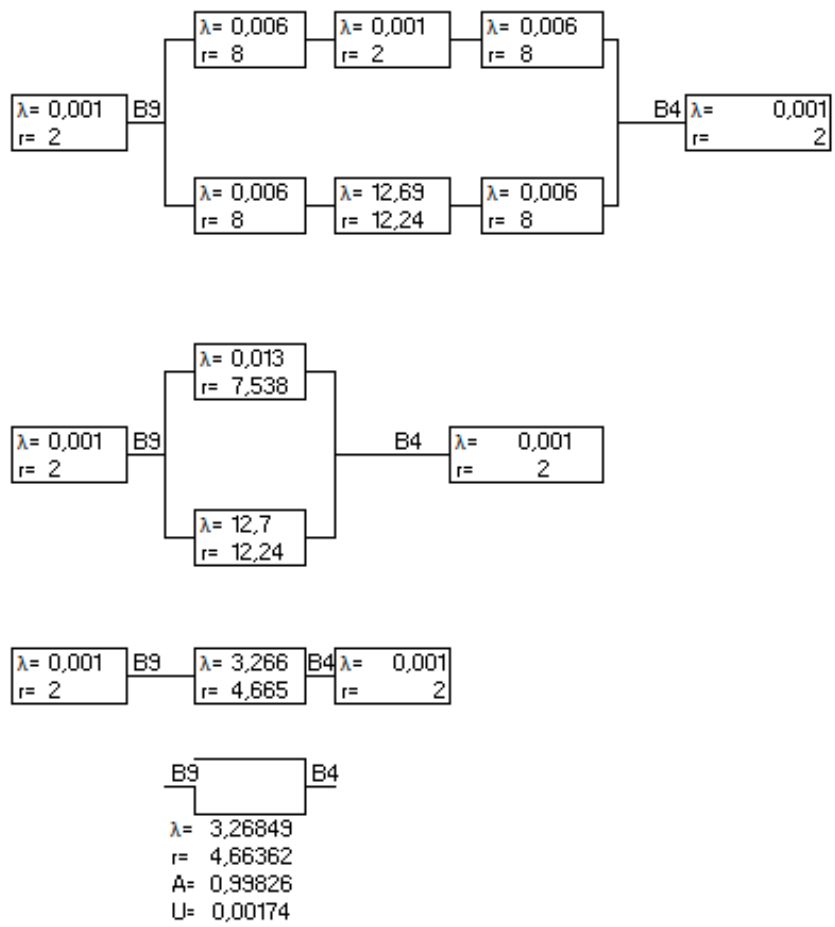 λ= 0,006
r= 8
λ= 0,001
r= 2
λ= 0,006
r= 8
λ= 0,001
r= 2
B9
B4
λ= 0,001
r= 2
λ= 0,006
r= 8
λ= 12,69
r= 12,24
λ= 0,006
r= 8
λ= 0,013
r= 7,538
λ= 0,001
r= 2
B9
B4
λ= 0,001
r= 2
λ= 12,7
r= 12,24
λ= 0,001
r= 2
B9
λ= 3,266
r= 4,665
B4
λ= 0,001
r= 2
B9
B4
λ= 3,26849
r= 4,66362
A= 0,99826
U= 0,00174